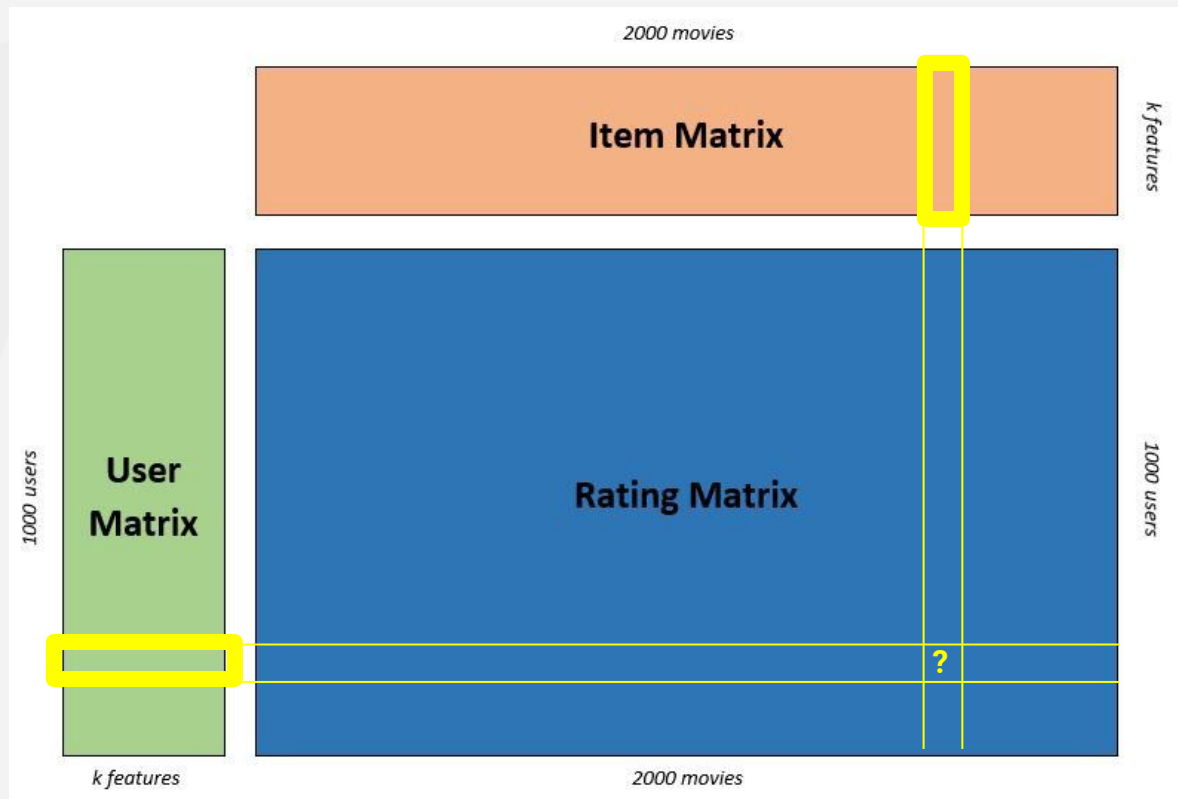 2000 movies
Item Matrix
k features
User
Matrix
1000 users
Rating Matrix
1000 users
?
k features
2000 movies